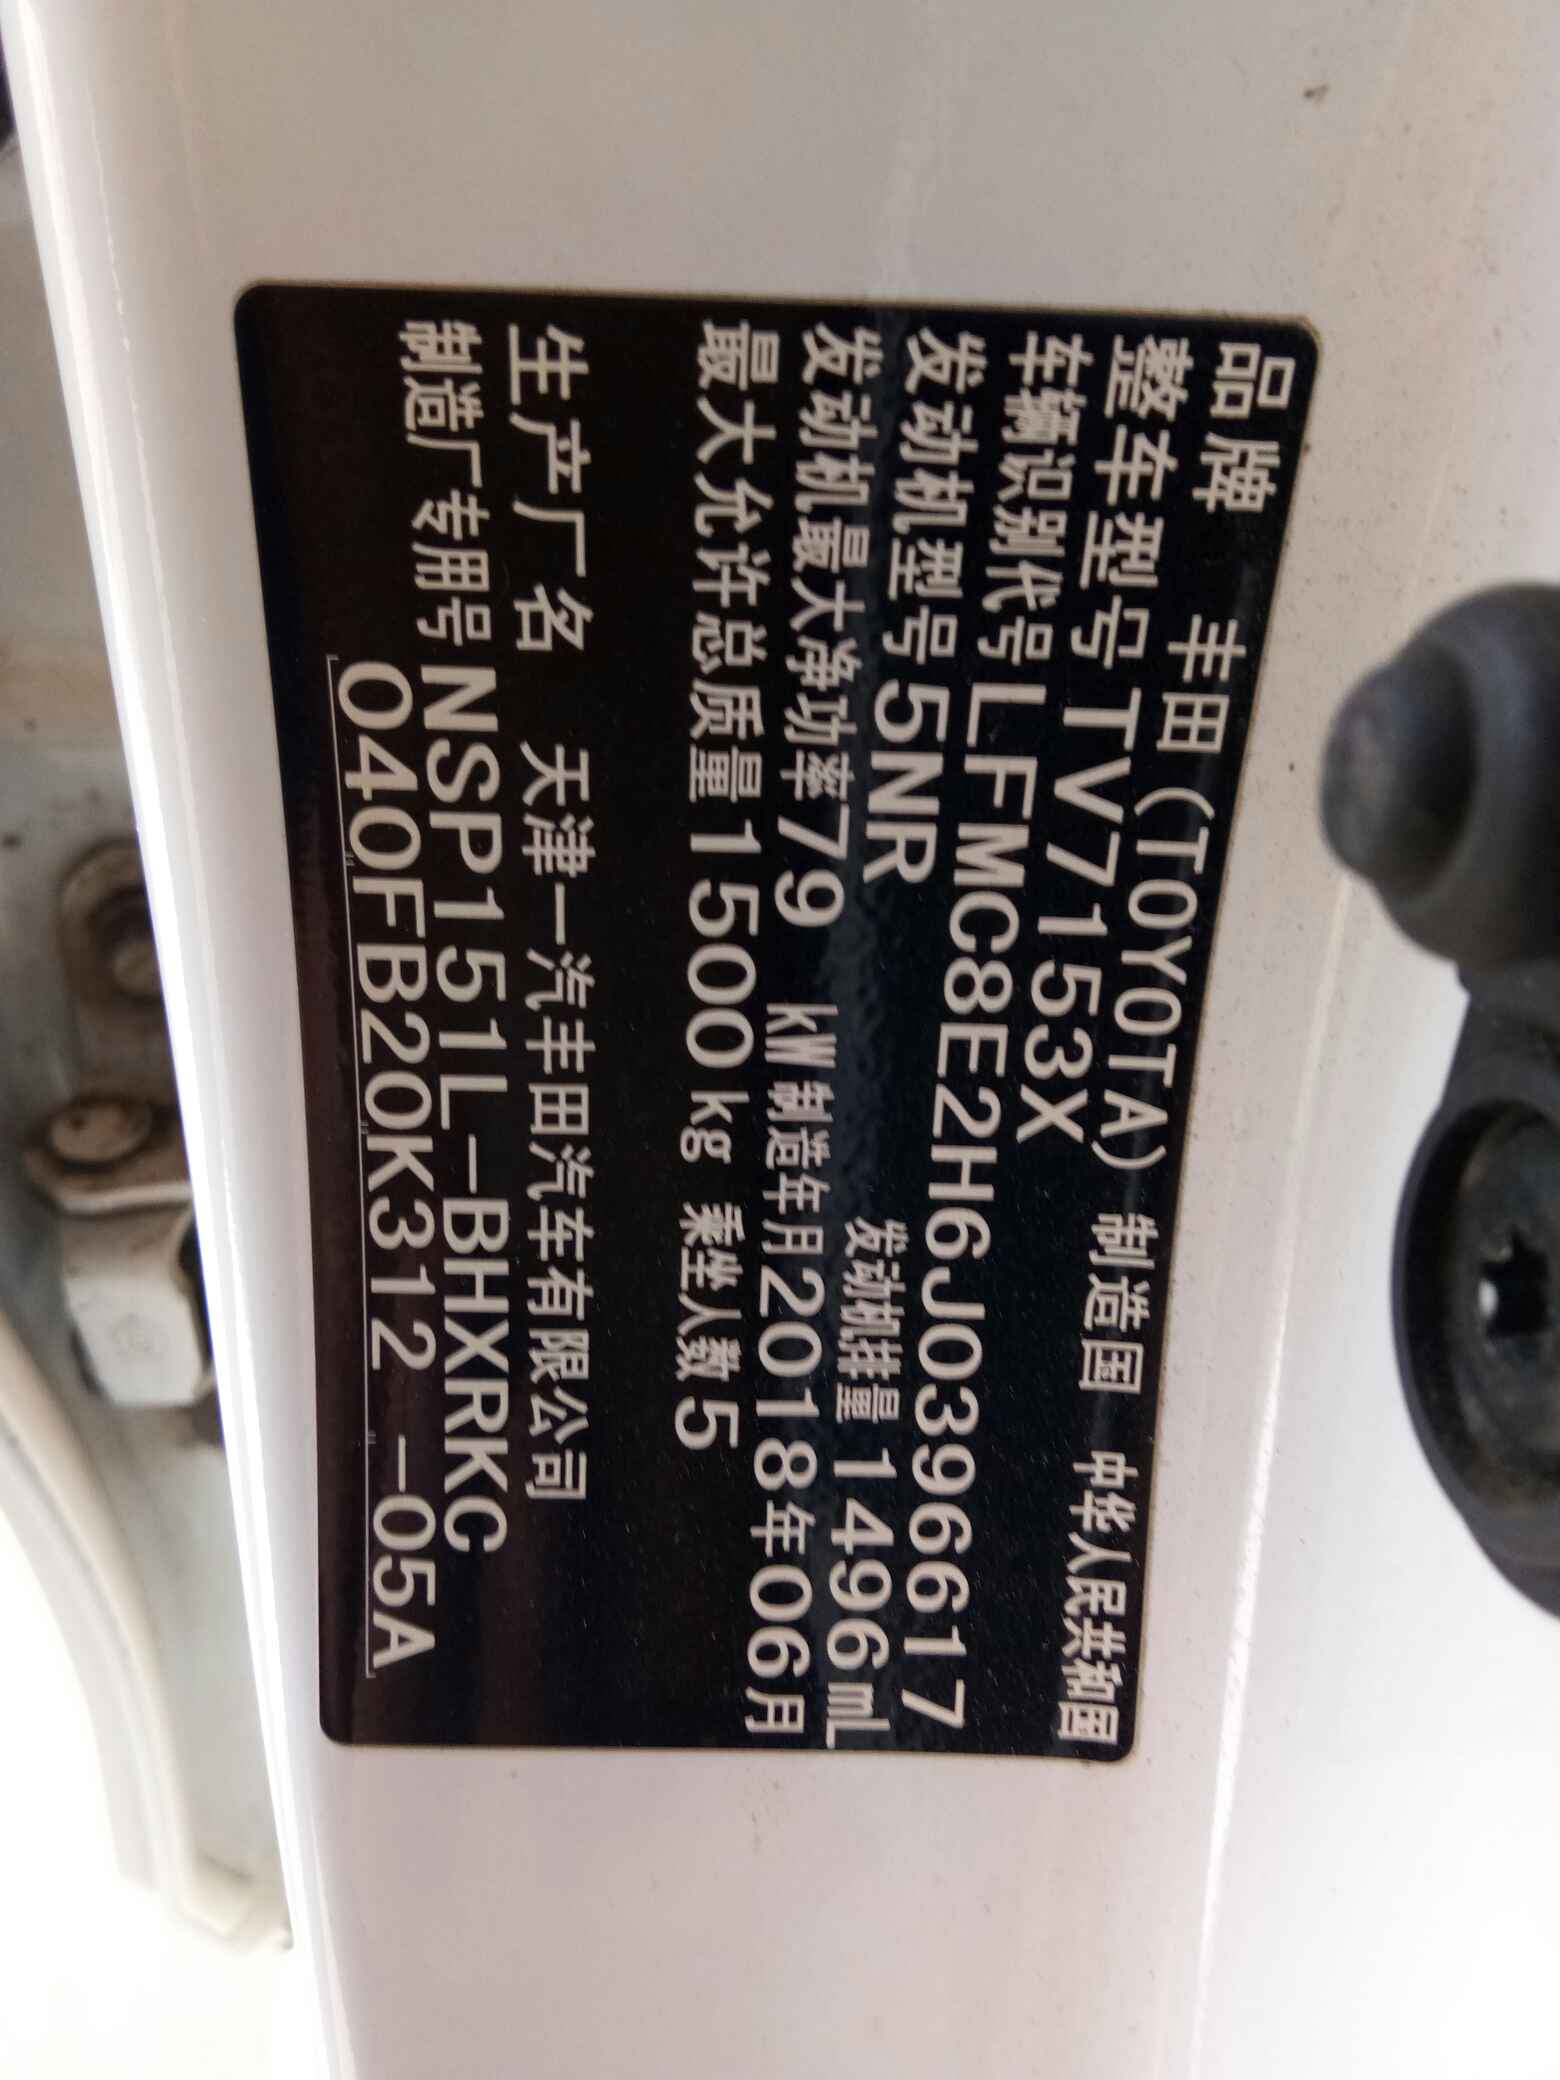 品牌 丰田(TOYOTA) 制造国 中华人民共和国
整车型号 TV7153X
车辆识别代号 LFMC8E2H6J0396617
发动机型号 5NR 发动机排量 1496mL
发动机最大净功率 79 kW 制造年月 2018年06月
最大允许总质量 1500kg 乘坐人数 5
生产厂名 天津一汽丰田汽车有限公司
制造厂专用号 NSP151L-BHXRKC
040FB20K312 -05A